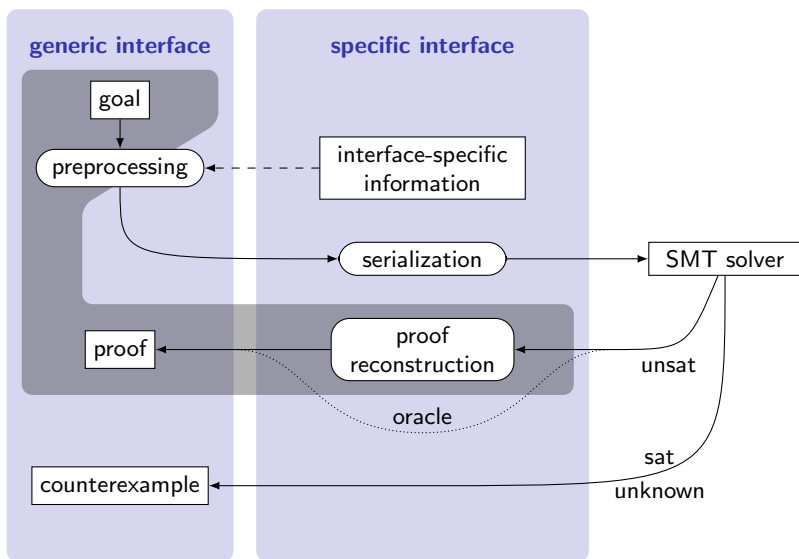 generic interface
specific interface
goal
preprocessing
interface-specific
information
serialization
SMT solver
proof
proof
reconstruction
unsat
oracle
sat
counterexample
unknown